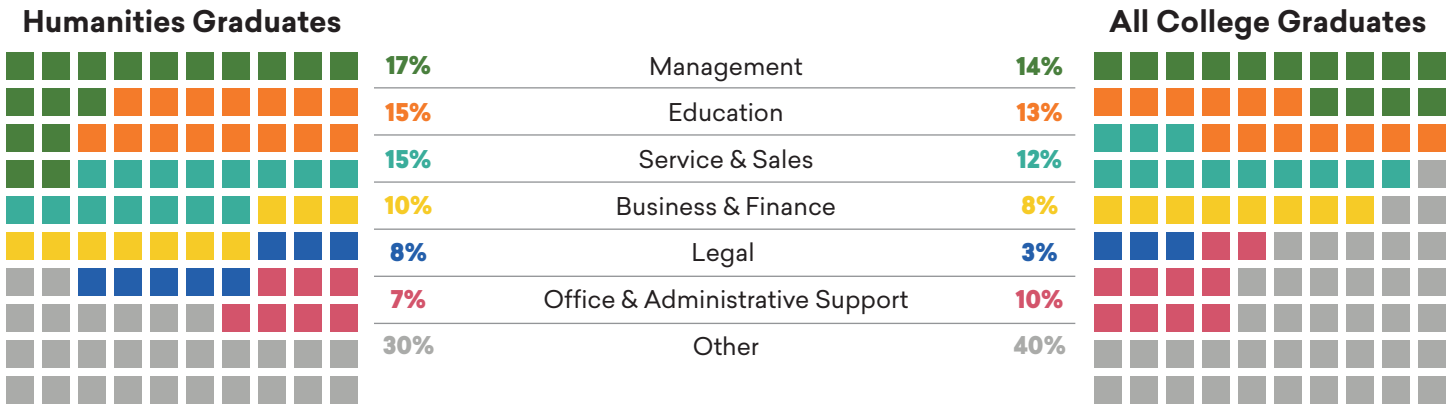 Humanities Graduates
All College Graduates
17% Management 14%
15% Education 13%
15% Service & Sales 12%
10% Business & Finance 8%
8% Legal 3%
7% Office & Administrative Support 10%
30% Other 40%